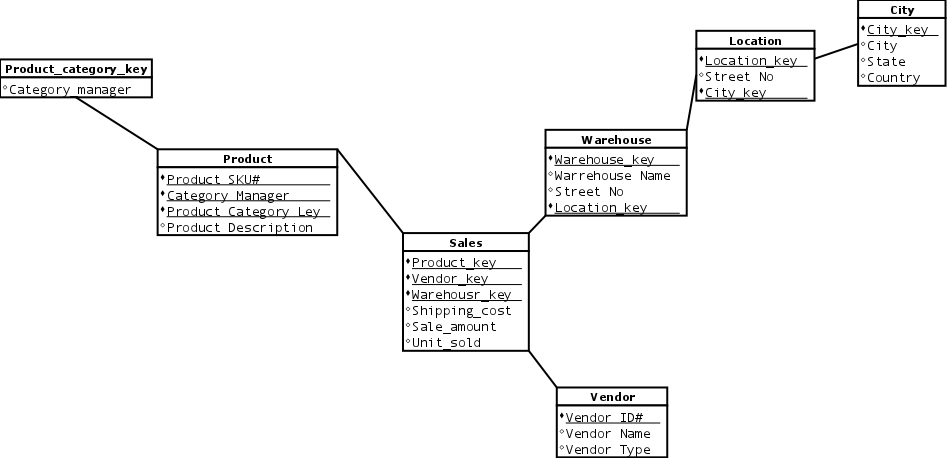 City
City_key
City
State
Country
Location
Location_key
Street No
City_key
Product_category_key
Category manager
Warehouse
Warehouse_key
Warrehouse Name
Street No
Location_key
Product
Product SKU#
Category Manager
Product Category Ley
Product Description
Sales
Product_key
Vendor_key
Warehousr_key
Shipping_cost
Sale_amount
Unit_sold
Vendor
Vendor ID#
Vendor Name
Vendor Type